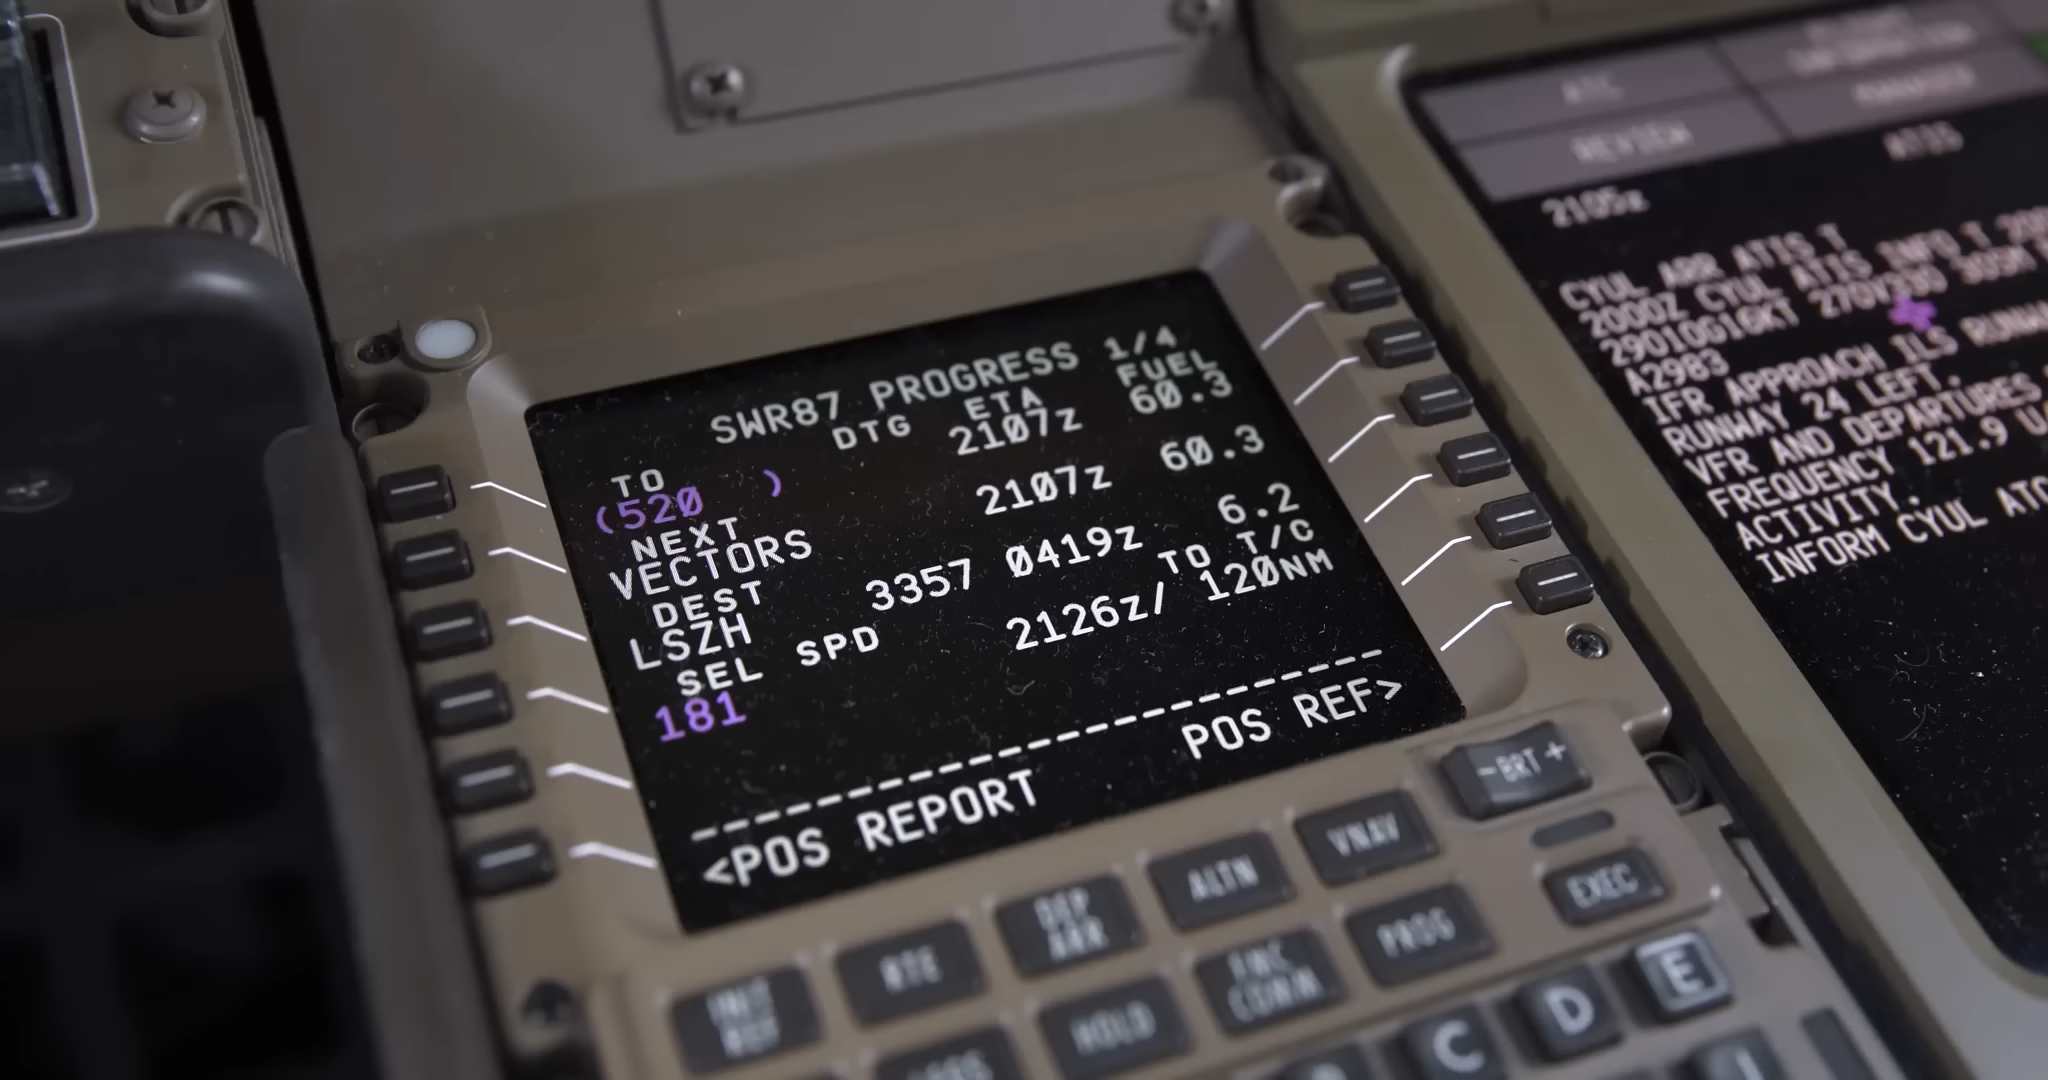 SWR87 PROGRESS 1/4
TO DTG ETA FUEL
(520 ) 2107z 60.3
NEXT
VECTORS 2107z 60.3
DEST
LSZH 3357 0419z 6.2
SEL SPD TO T/C
181 2126z/ 120NM
<POS REPORT POS REF>
-BRT+
INIT REF
RTE
DEP ARR
ALTN
VNAV
HOLD
FMC COMM
PROG
EXEC
C
D
E
ATC
REVIEW
ATIS
2105z
CYUL ARR ATIS T
2000Z CYUL ATIS INFO T
29010G16KT 270V330
A2983
IFR APPROACH ILS
RUNWAY 24 LEFT.
VFR AND DEPARTURES
FREQUENCY 121.9
ACTIVITY.
INFORM CYUL ATC